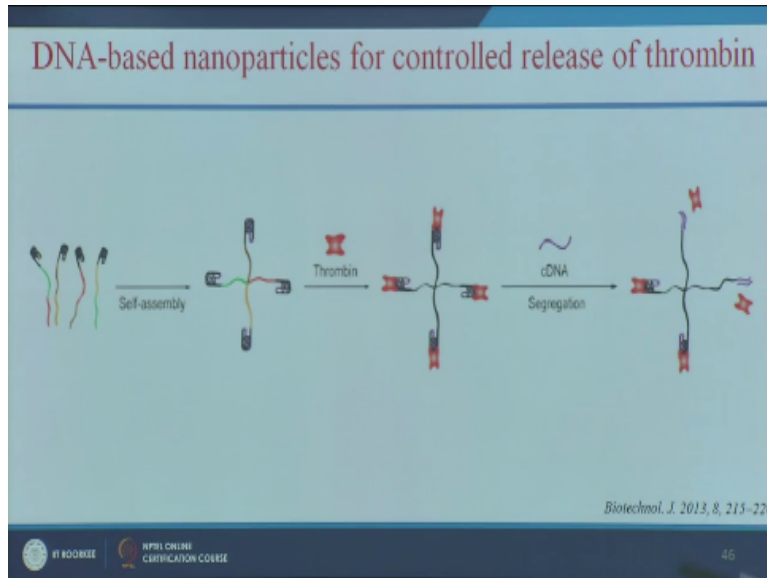 DNA-based nanoparticles for controlled release of thrombin
Self-assembly
Thrombin
cDNA
Segregation
Biotechnol. J. 2013, 8, 215–22
IIT ROORKEE
NPTEL ONLINE
CERTIFICATION COURSE
46